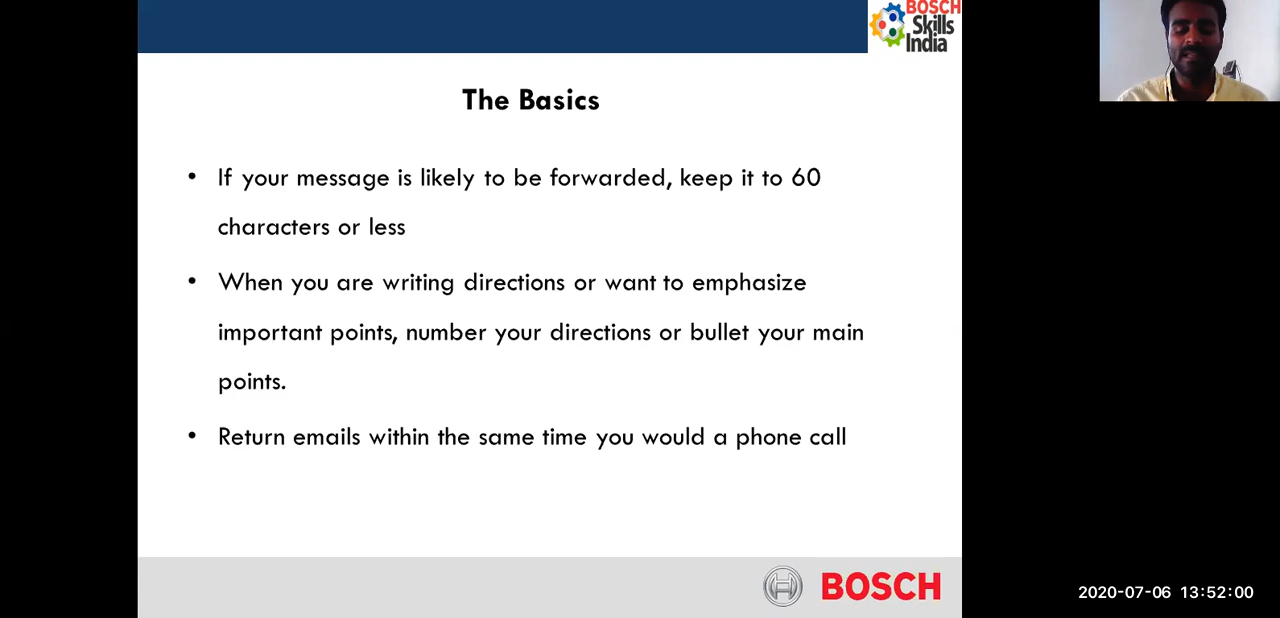 BOSCH
Skills
India
The Basics
• If your message is likely to be forwarded, keep it to 60
characters or less
• When you are writing directions or want to emphasize
important points, number your directions or bullet your main
points.
• Return emails within the same time you would a phone call
BOSCH
2020-07-06 13:52:00